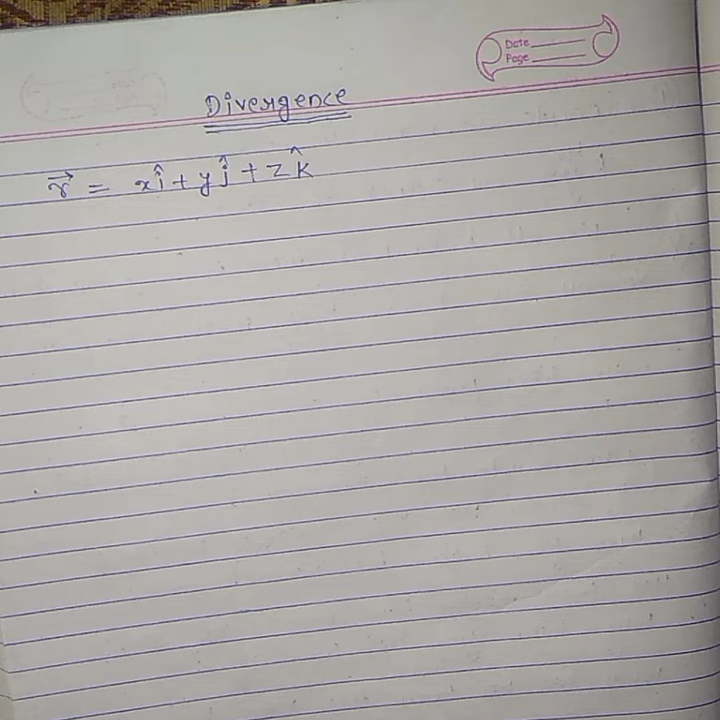 Date
Page
Divergence
r⃗ = xî + yĵ + zk̂